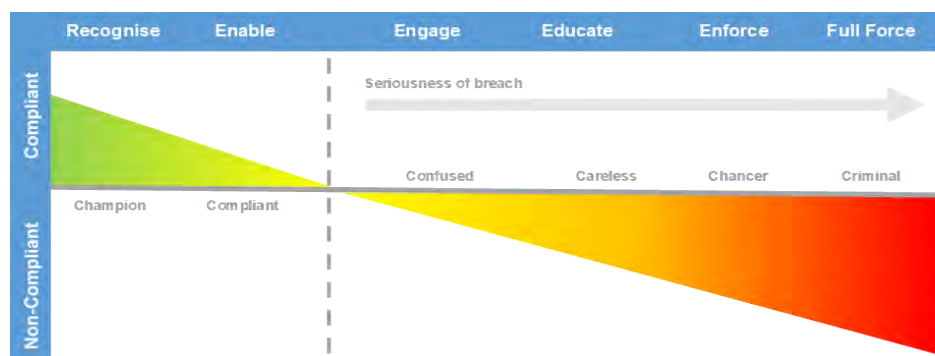 Recognise Enable Engage Educate Enforce Full Force
Compliant
Seriousness of breach
Confused Careless Chancer Criminal
Champion Compliant
Non-Compliant